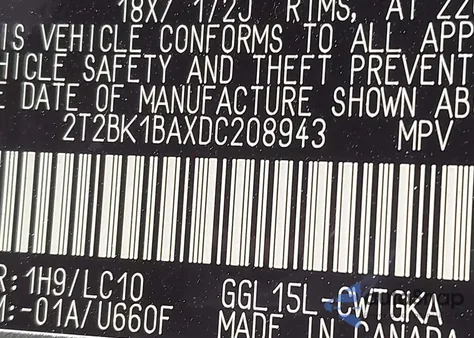 18X7 1/2J RIMS, AT 22
IS VEHICLE CONFORMS TO ALL APP
HICLE SAFETY AND THEFT PREVENT
E DATE OF MANUFACTURE SHOWN AB
2T2BK1BAXDC208943 MPV
R:1H9/LC10 GGL15L-CWTGKA
M:-01A/U660F MADE IN CANADA